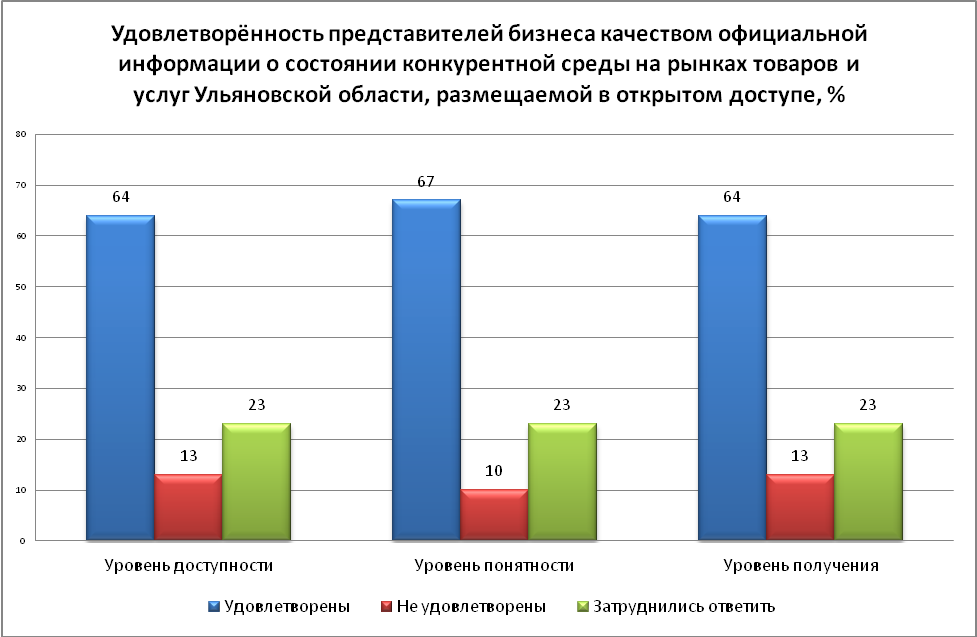 Удовлетворённость представителей бизнеса качеством официальной
информации о состоянии конкурентной среды на рынках товаров и
услуг Ульяновской области, размещаемой в открытом доступе, %
80
70
60
50
40
30
20
10
0
64
13
23
67
10
23
64
13
23
Уровень доступности
Уровень понятности
Уровень получения
Удовлетворены
Не удовлетворены
Затруднились ответить